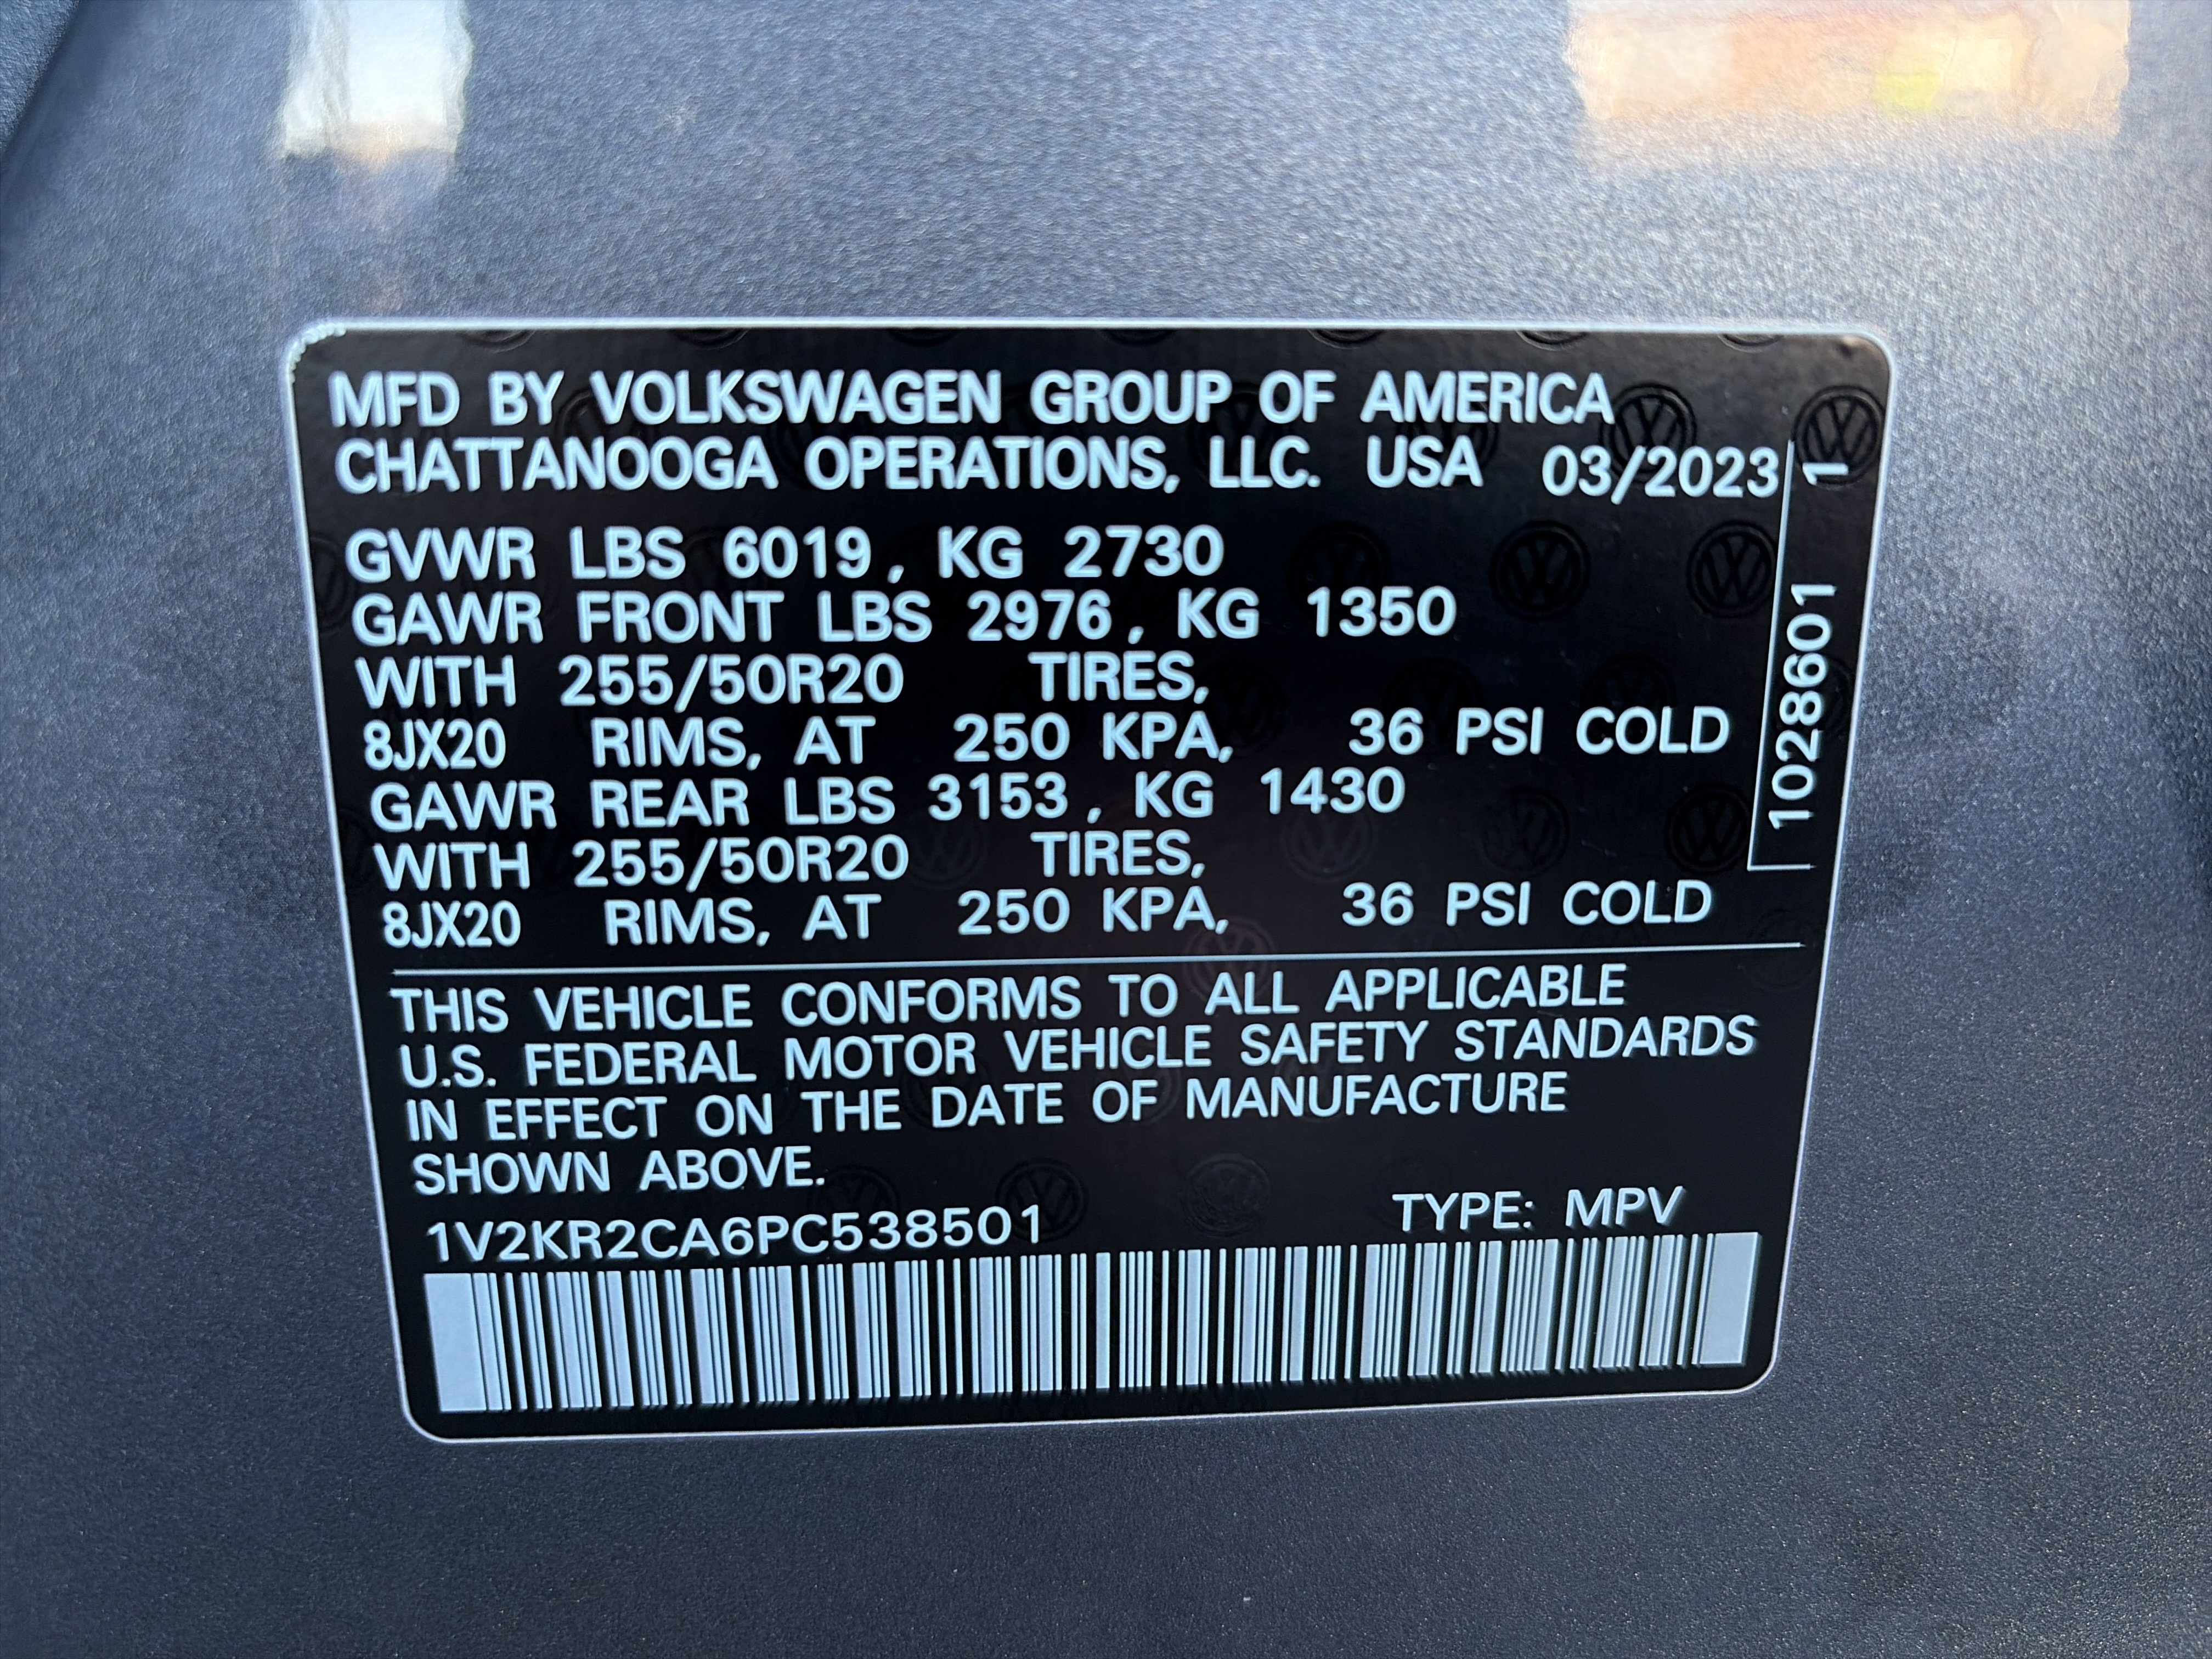 MFD BY VOLKSWAGEN GROUP OF AMERICA
CHATTANOOGA OPERATIONS, LLC. USA 03/2023
GVWR LBS 6019, KG 2730
GAWR FRONT LBS 2976, KG 1350
WITH 255/50R20 TIRES,
8JX20 RIMS, AT 250 KPA, 36 PSI COLD
GAWR REAR LBS 3153, KG 1430
WITH 255/50R20 TIRES,
8JX20 RIMS, AT 250 KPA, 36 PSI COLD
1028601 1
THIS VEHICLE CONFORMS TO ALL APPLICABLE
U.S. FEDERAL MOTOR VEHICLE SAFETY STANDARDS
IN EFFECT ON THE DATE OF MANUFACTURE
SHOWN ABOVE.
1V2KR2CA6PC538501 TYPE: MPV